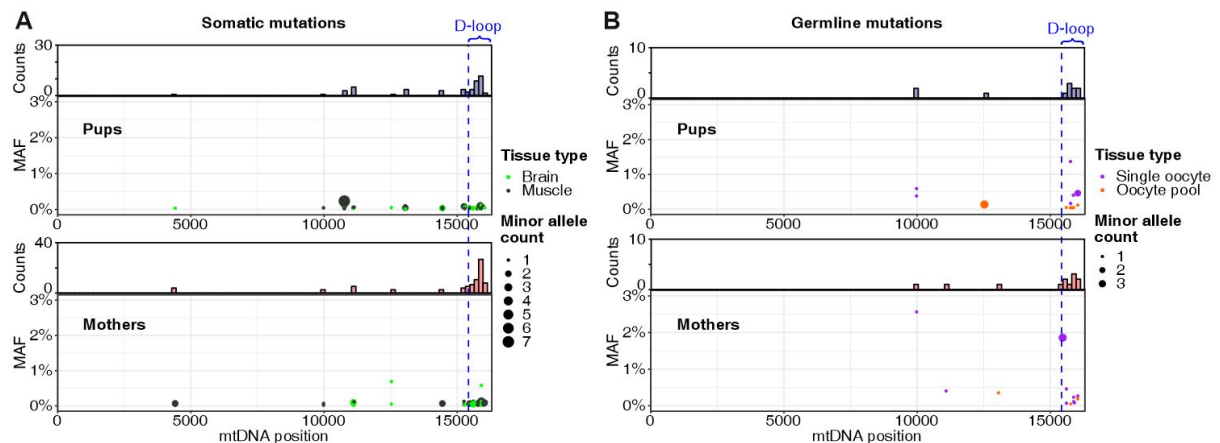 A
Somatic mutations
D-loop
30
0
Counts
3%
2%
1%
0%
MAF
Pups
0
5000
10000
15000
40
0
Counts
3%
2%
1%
0%
MAF
Mothers
0
5000
10000
15000
mtDNA position
Tissue type
Brain
Muscle
Minor allele
count
1
2
3
4
5
6
7
B
Germline mutations
D-loop
10
0
Counts
3%
2%
1%
0%
MAF
Pups
0
5000
10000
15000
10
0
Counts
3%
2%
1%
0%
MAF
Mothers
0
5000
10000
15000
mtDNA position
Tissue type
Single oocyte
Oocyte pool
Minor allele
count
1
2
3